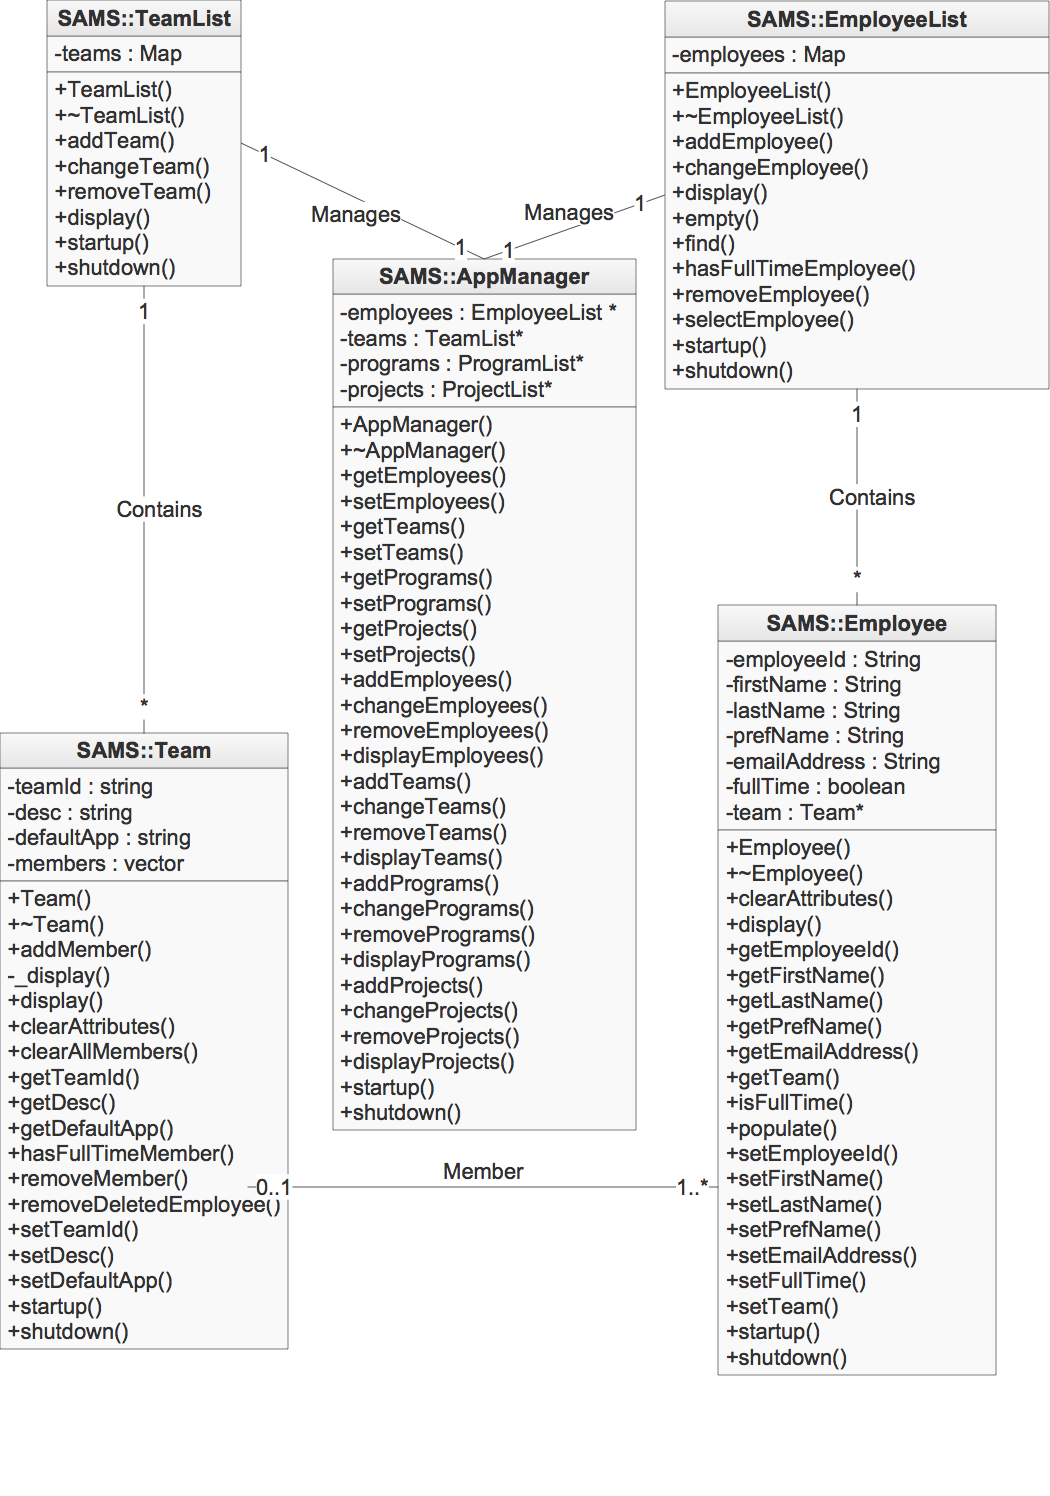 SAMS::TeamList
-teams : Map
+TeamList()
+~TeamList()
+addTeam()
+changeTeam()
+removeTeam()
+display()
+startup()
+shutdown()
SAMS::EmployeeList
-employees : Map
+EmployeeList()
+~EmployeeList()
+addEmployee()
+changeEmployee()
+display()
+empty()
+find()
+hasFullTimeEmployee()
+removeEmployee()
+selectEmployee()
+startup()
+shutdown()
1
Manages
1
1
Manages
1
SAMS::AppManager
-employees : EmployeeList *
-teams : TeamList*
-programs : ProgramList*
-projects : ProjectList*
+AppManager()
+~AppManager()
+getEmployees()
+setEmployees()
+getTeams()
+setTeams()
+getPrograms()
+setPrograms()
+getProjects()
+setProjects()
+addEmployees()
+changeEmployees()
+removeEmployees()
+displayEmployees()
+addTeams()
+changeTeams()
+removeTeams()
+displayTeams()
+addPrograms()
+changePrograms()
+removePrograms()
+displayPrograms()
+addProjects()
+changeProjects()
+removeProjects()
+displayProjects()
+startup()
+shutdown()
1
Contains
*
1
Contains
*
SAMS::Team
-teamId : string
-desc : string
-defaultApp : string
-members : vector
+Team()
+~Team()
+addMember()
-_display()
+display()
+clearAttributes()
+clearAllMembers()
+getTeamId()
+getDesc()
+getDefaultApp()
+hasFullTimeMember()
+removeMember()
+removeDeletedEmployee()
+setTeamId()
+setDesc()
+setDefaultApp()
+startup()
+shutdown()
0..1
Member
1..*
SAMS::Employee
-employeeId : String
-firstName : String
-lastName : String
-prefName : String
-emailAddress : String
-fullTime : boolean
-team : Team*
+Employee()
+~Employee()
+clearAttributes()
+display()
+getEmployeeId()
+getFirstName()
+getLastName()
+getPrefName()
+getEmailAddress()
+getTeam()
+isFullTime()
+populate()
+setEmployeeId()
+setFirstName()
+setLastName()
+setPrefName()
+setEmailAddress()
+setFullTime()
+setTeam()
+startup()
+shutdown()